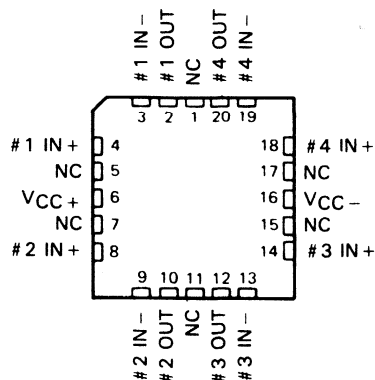 #1 IN-
#1 OUT
NC
#4 OUT
#4 IN-
3 2 1 20 19
#1 IN+ 4
NC 5
VCC+ 6
NC 7
#2 IN+ 8
18 #4 IN+
17 NC
16 VCC-
15 NC
14 #3 IN+
9 10 11 12 13
#2 IN-
#2 OUT
NC
#3 OUT
#3 IN-